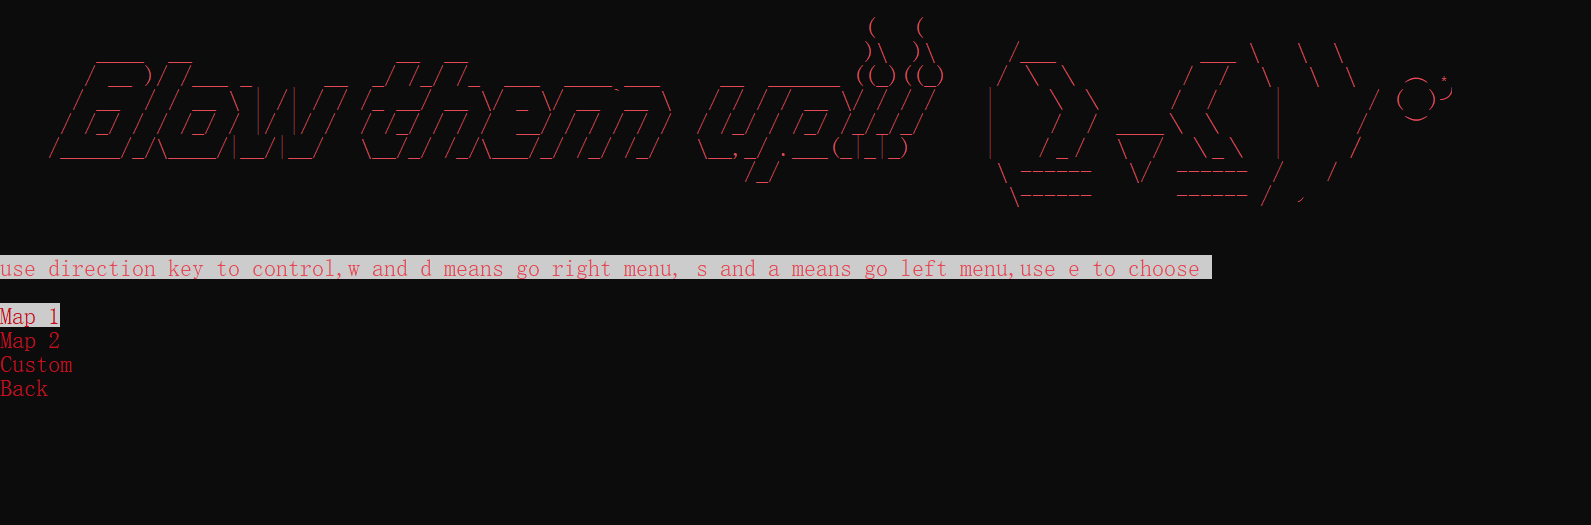 Blow them up!!
use direction key to control,w and d means go right menu, s and a means go left menu,use e to choose
Map 1
Map 2
Custom
Back